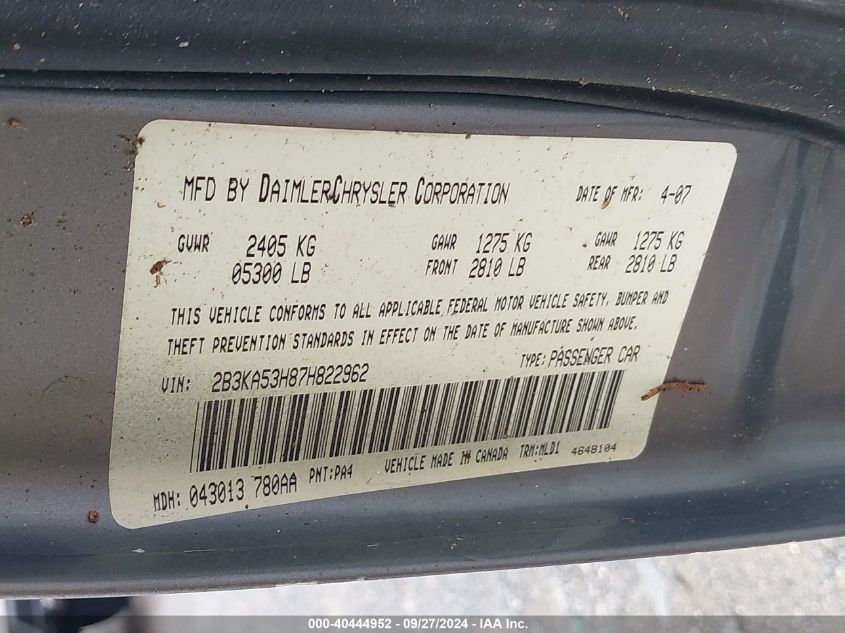 MFD BY DAIMLERCHRYSLER CORPORATION DATE OF MFR: 4-07
GVWR 2405 KG GAWR 1275 KG GAWR 1275 KG
05300 LB FRONT 2810 LB REAR 2810 LB
THIS VEHICLE CONFORMS TO ALL APPLICABLE FEDERAL MOTOR VEHICLE SAFETY, BUMPER AND
THEFT PREVENTION STANDARDS IN EFFECT ON THE DATE OF MANUFACTURE SHOWN ABOVE.
VIN: 2B3KA53H87H822962 TYPE: PASSENGER CAR
MDH: 043013 780AA PNT:PA4 VEHICLE MADE IN CANADA TRM:MLD1 4648104
000-40444952 - 09/27/2024 - IAA Inc.